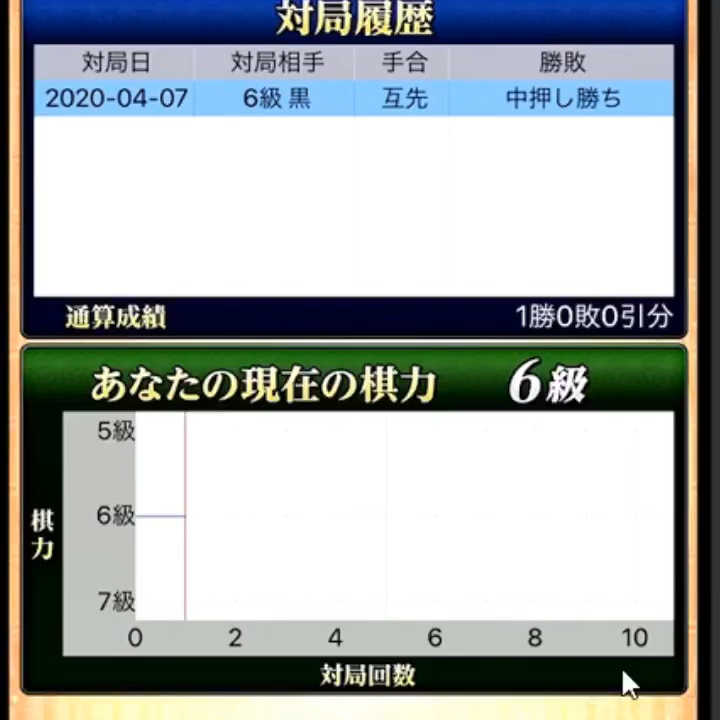 対局履歴
対局日 対局相手 手合 勝敗
2020-04-07 6級 黒 互先 中押し勝ち
通算成績 1勝0敗0引分
あなたの現在の棋力 6級
5級
6級
7級
棋力
0 2 4 6 8 10
対局回数